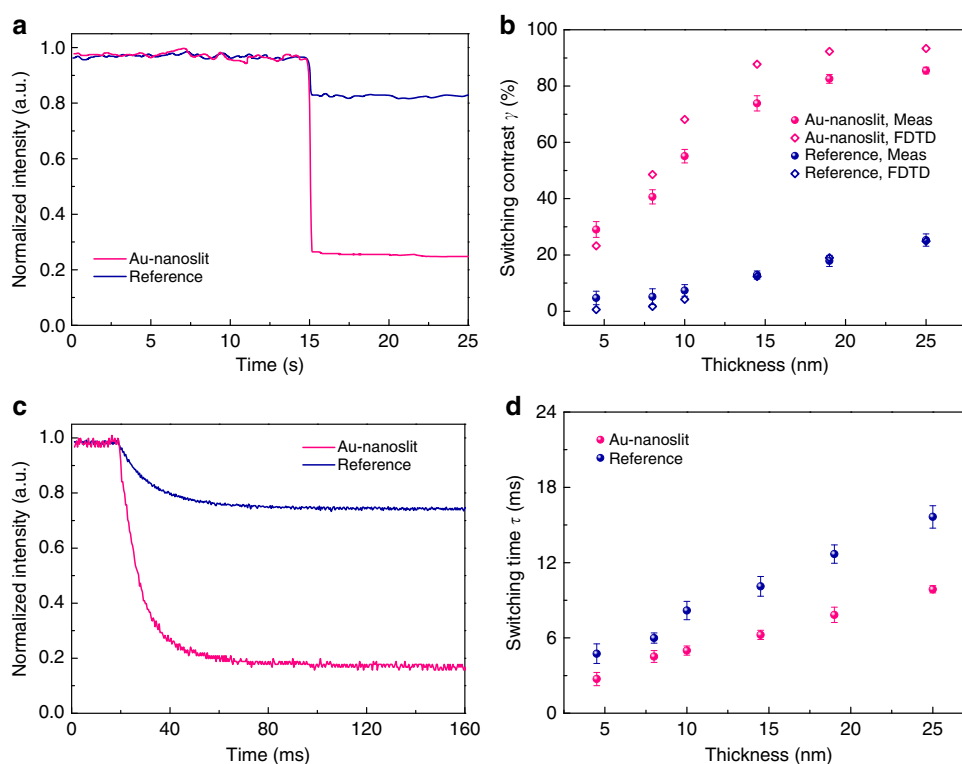 a
Normalized intensity (a.u.)
1.0
0.8
0.6
0.4
0.2
0.0
Au-nanoslit
Reference
0 5 10 15 20 25
Time (s)
b
Switching contrast γ (%)
100
80
60
40
20
0
Au-nanoslit, Meas
Au-nanoslit, FDTD
Reference, Meas
Reference, FDTD
5 10 15 20 25
Thickness (nm)
c
Normalized intensity (a.u.)
1.0
0.8
0.6
0.4
0.2
0.0
Au-nanoslit
Reference
0 40 80 120 160
Time (ms)
d
Switching time τ (ms)
24
18
12
6
0
Au-nanoslit
Reference
5 10 15 20 25
Thickness (nm)